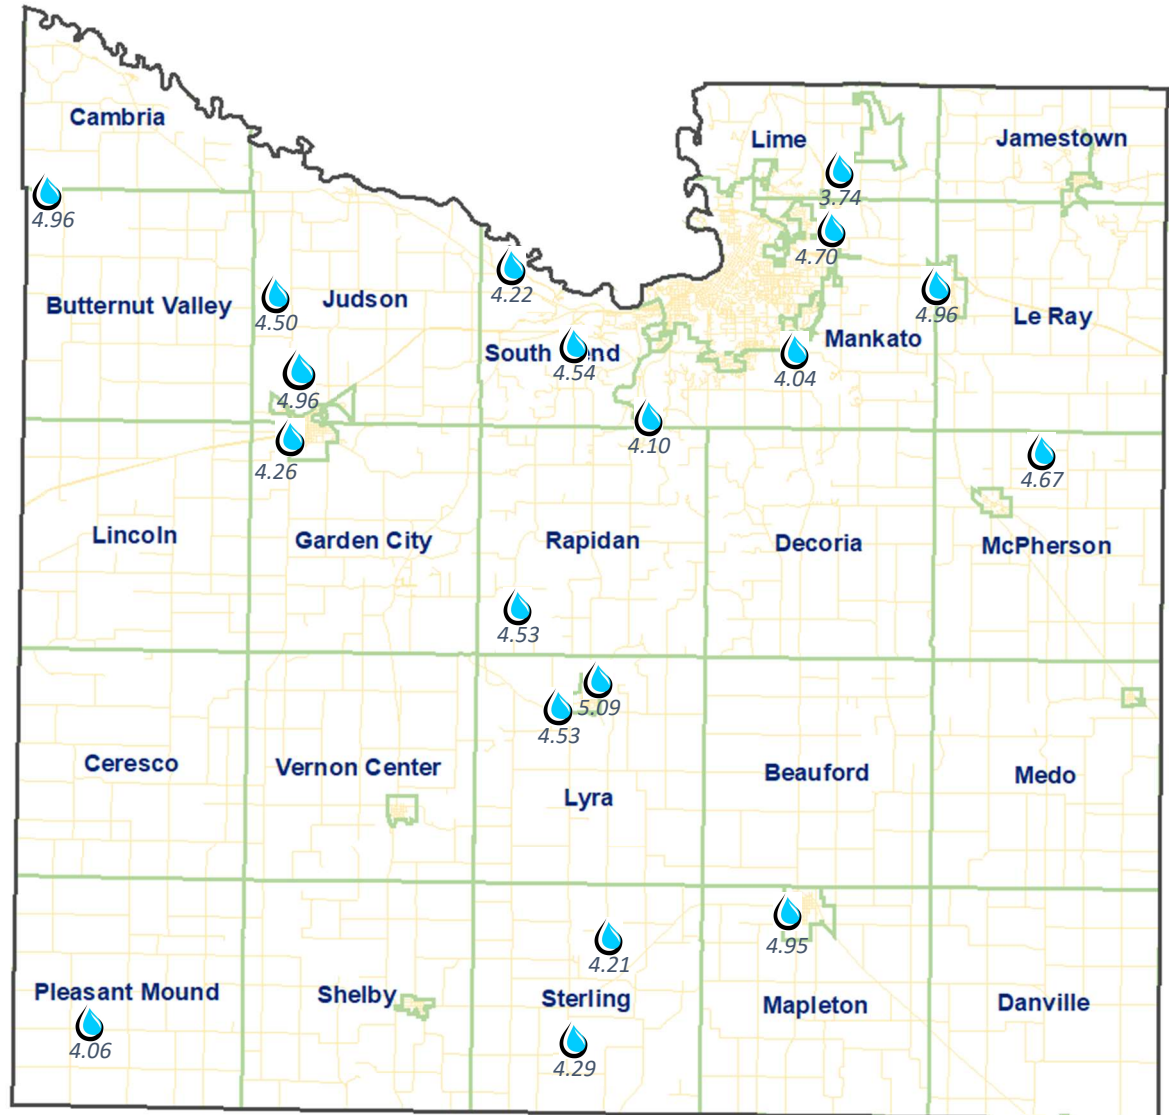 Cambria
Lime
Jamestown
3.74
4.96
4.70
4.22
Butternut Valley
4.50
Judson
4.96
Le Ray
Mankato
South end
4.54
4.04
4.96
4.10
4.26
4.67
Lincoln
Garden City
Rapidan
Decoria
McPherson
4.53
5.09
4.53
Ceresco
Vernon Center
Lyra
Beauford
Medo
4.95
4.21
Pleasant Mound
Shelby
Sterling
Mapleton
Danville
4.06
4.29